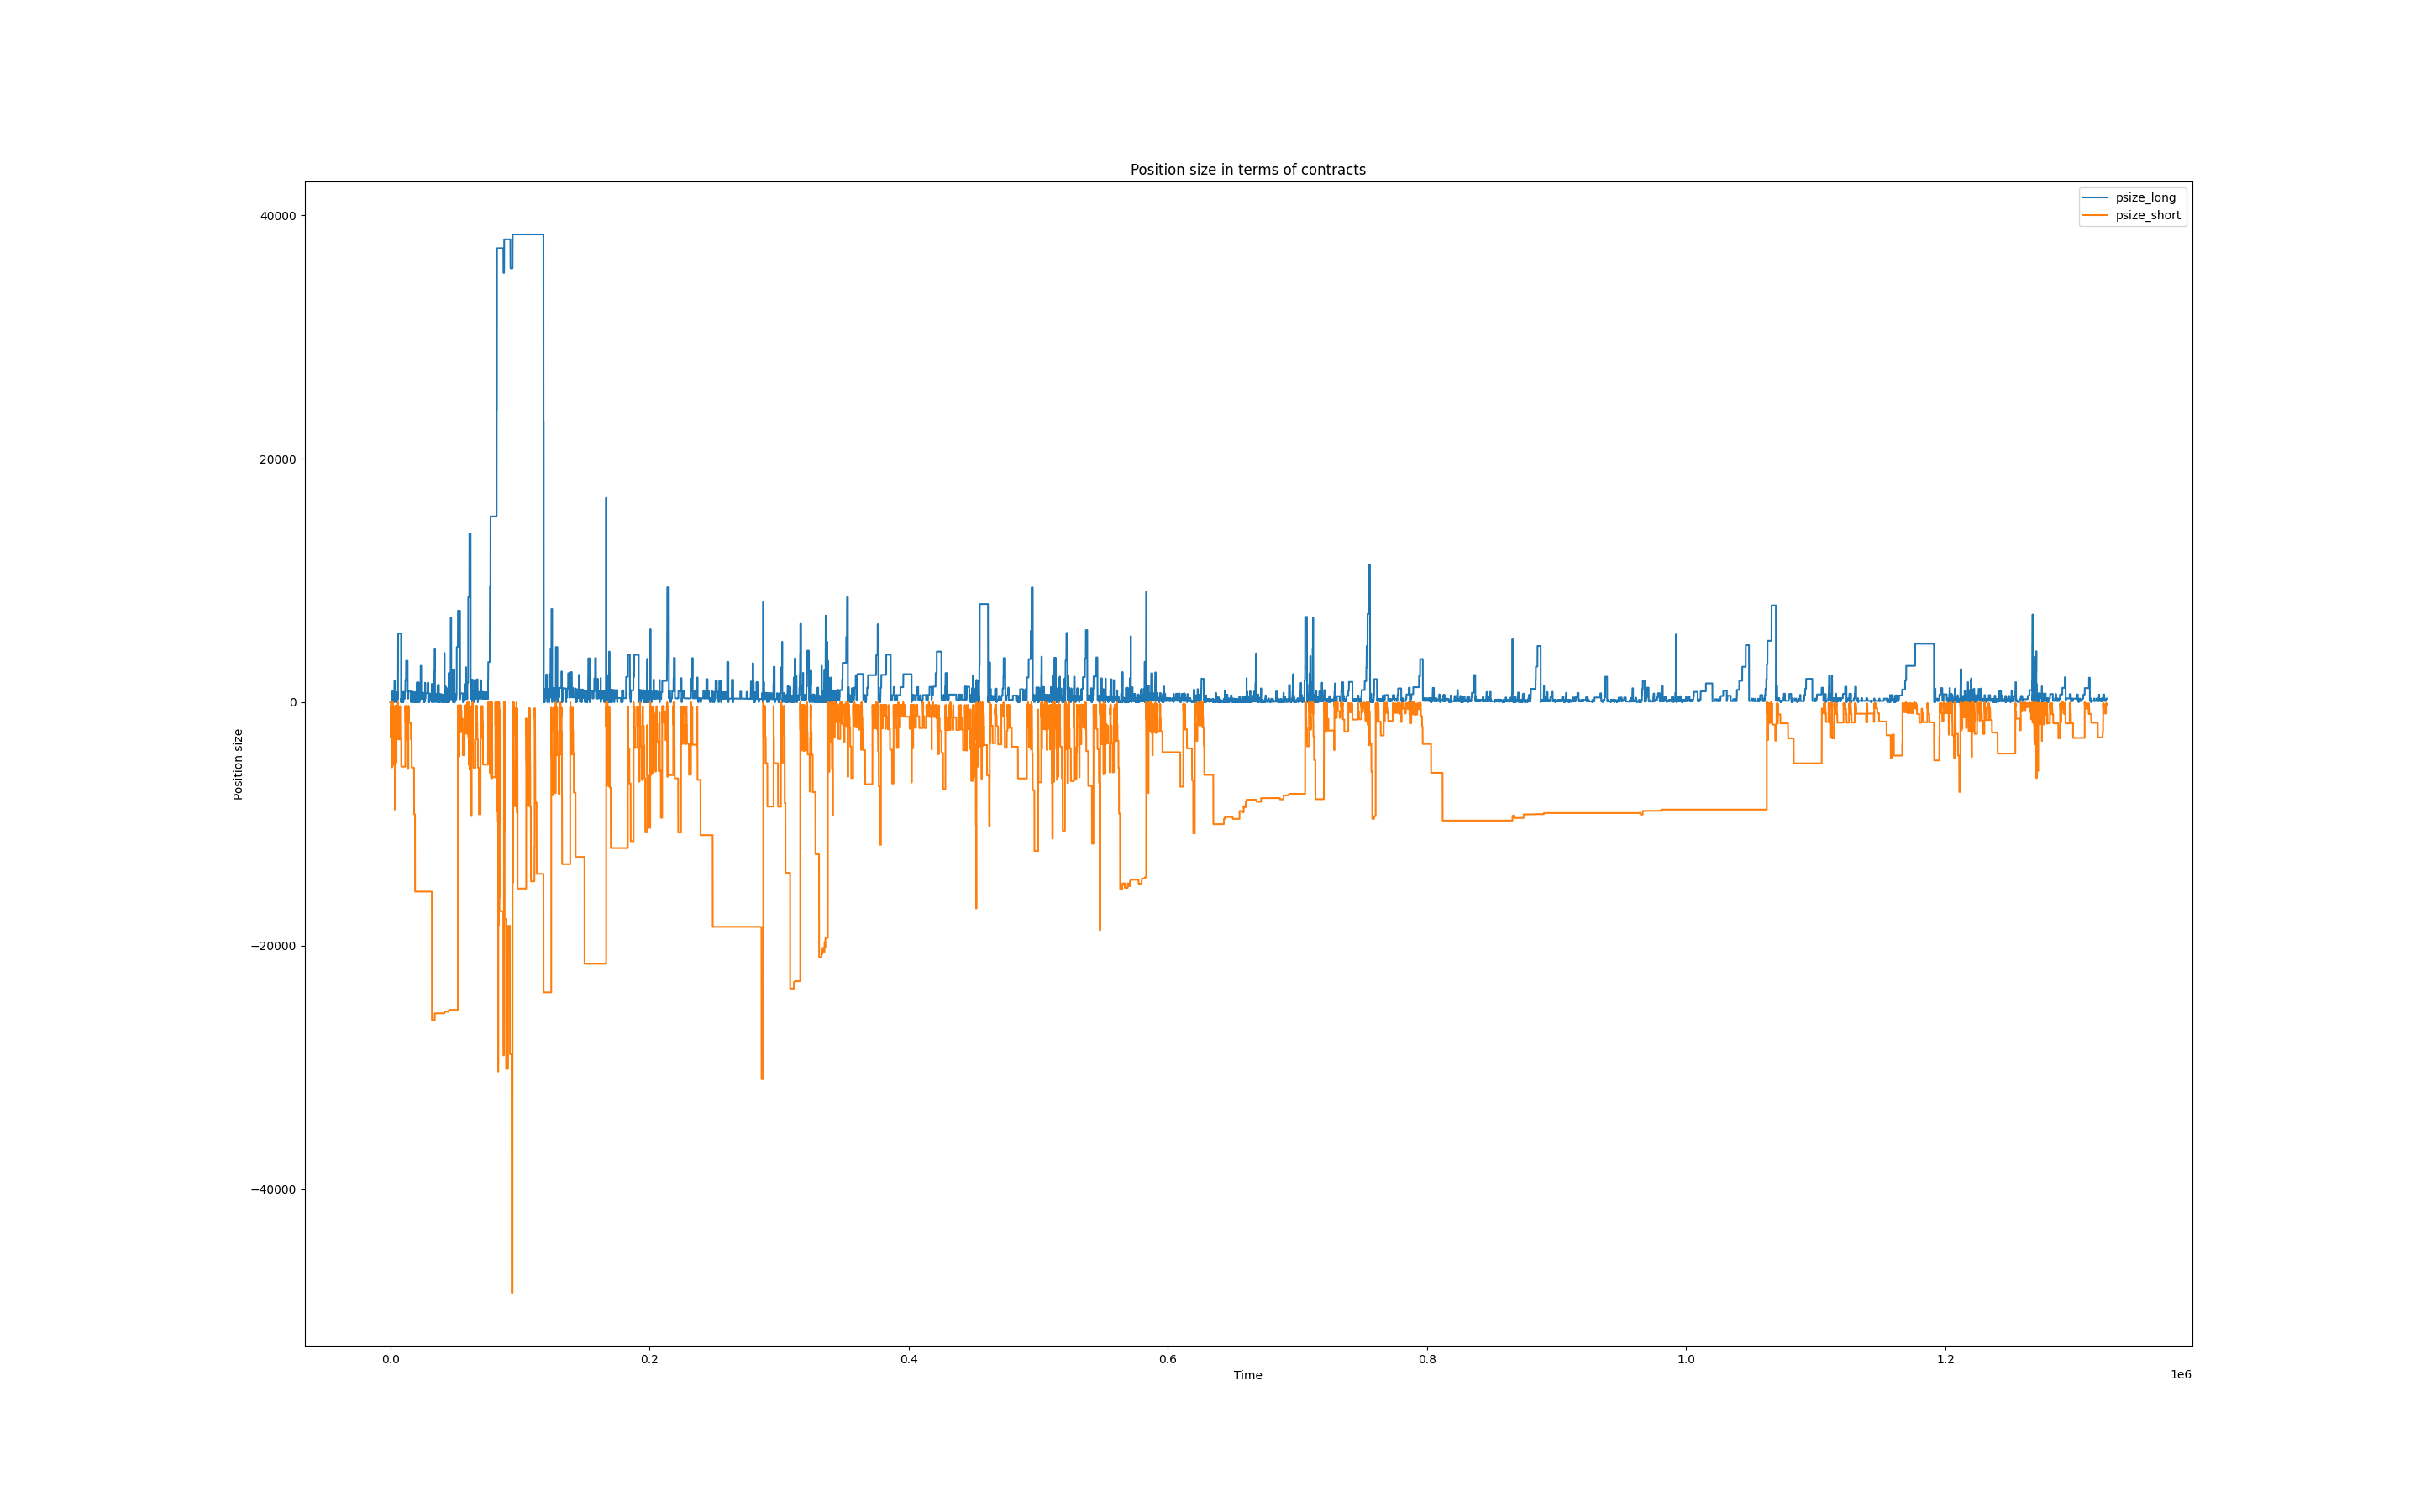 Position size in terms of contracts
psize_long
psize_short
40000
20000
0
−20000
−40000
Position size
0.0
0.2
0.4
0.6
0.8
1.0
1.2
1e6
Time